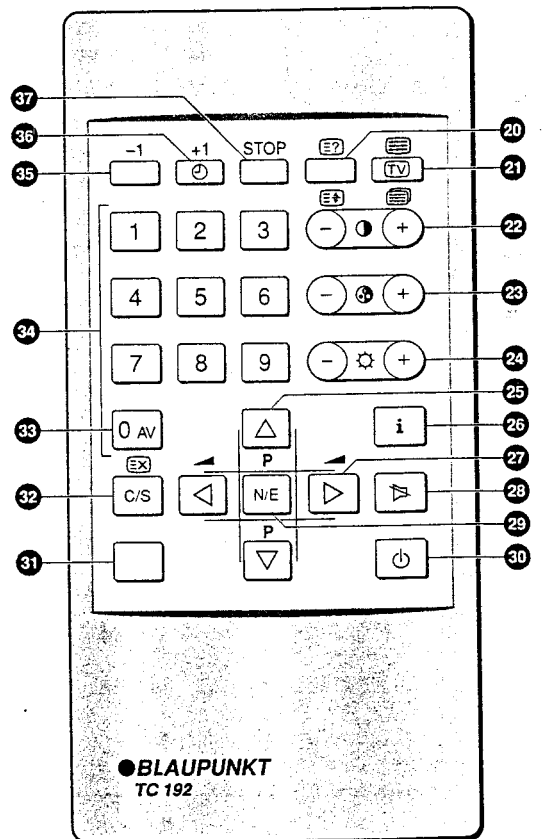 37
36
-1 +1 STOP ?
20
35
TV
21
1 2 3 - +
22
4 5 6 - +
23
34
7 8 9 - +
24
25
33
0 AV
i
26
P
27
32
C/S N/E
28
29
P
31
30
BLAUPUNKT
TC 192